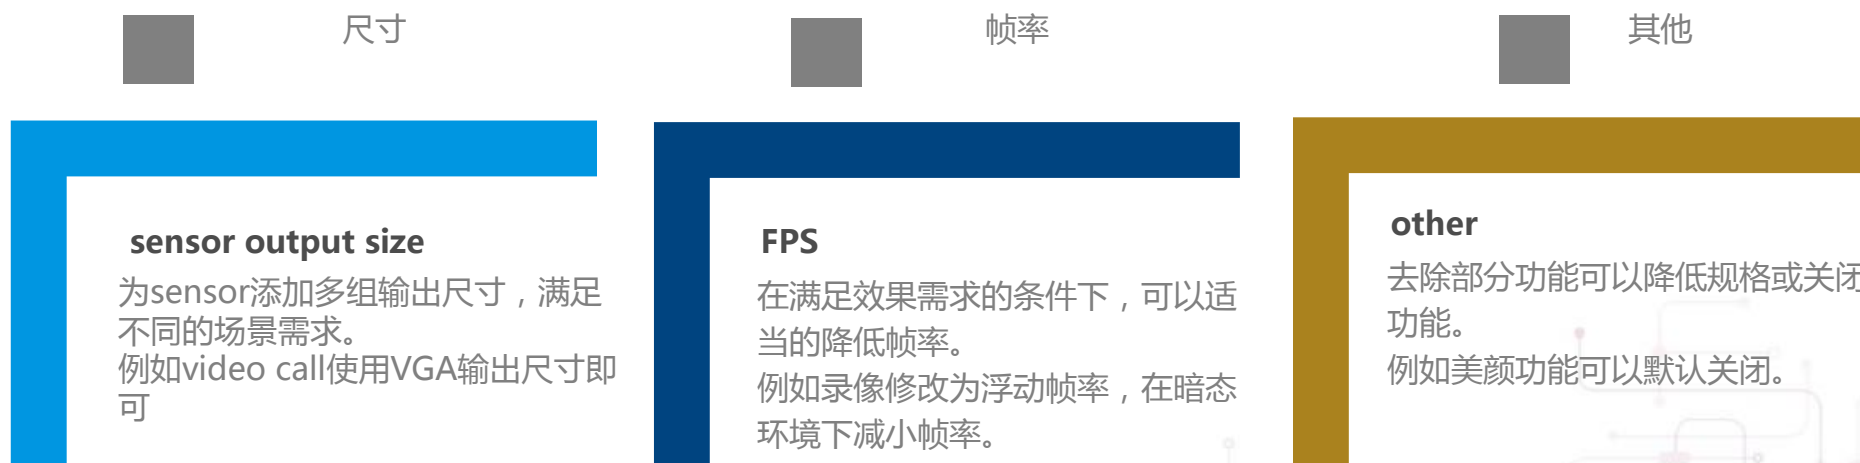 尺寸
帧率
其他
sensor output size
为sensor添加多组输出尺寸，满足
不同的场景需求。
例如video call使用VGA输出尺寸即
可
FPS
在满足效果需求的条件下，可以适
当的降低帧率。
例如录像修改为浮动帧率，在暗态
环境下减小帧率。
other
去除部分功能可以降低规格或关闭
功能。
例如美颜功能可以默认关闭。